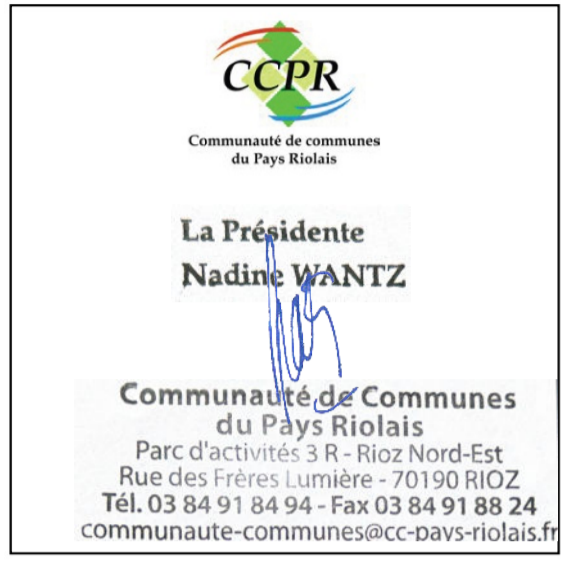 CCPR
Communauté de communes
du Pays Riolais
La Présidente
Nadine WANTZ
Communauté de Communes
du Pays Riolais
Parc d'activités 3 R - Rioz Nord-Est
Rue des Frères Lumière - 70190 RIOZ
Tél. 03 84 91 84 94 - Fax 03 84 91 88 24
communaute-communes@cc-pays-riolais.fr